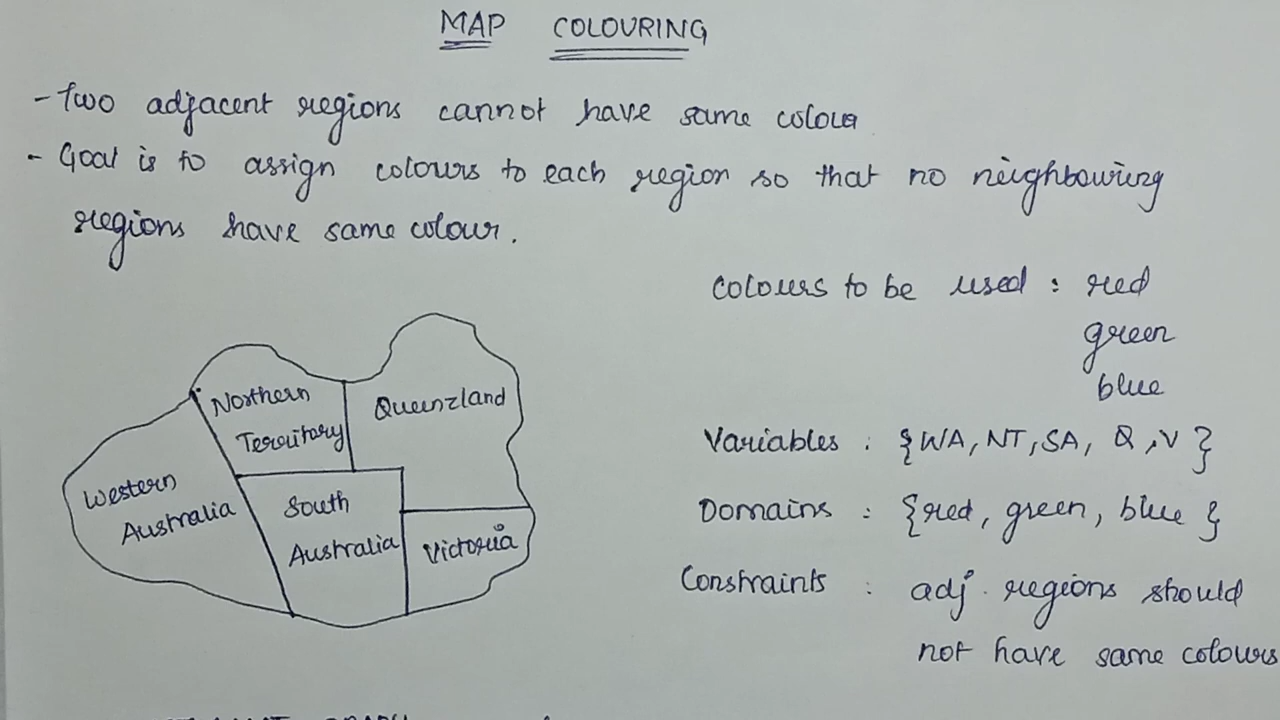 MAP COLOURING
- Two adjacent regions cannot have same colour
- Goal is to assign colours to each region so that no neighbouring
regions have same colour.
Colours to be used : red
green
blue
Northern
Territory
Queenzland
Western
Australia
South
Australia
Victoria
Variables : {WA, NT, SA, Q, V}
Domains : {red, green, blue}
Constraints : adj. regions should
not have same colours